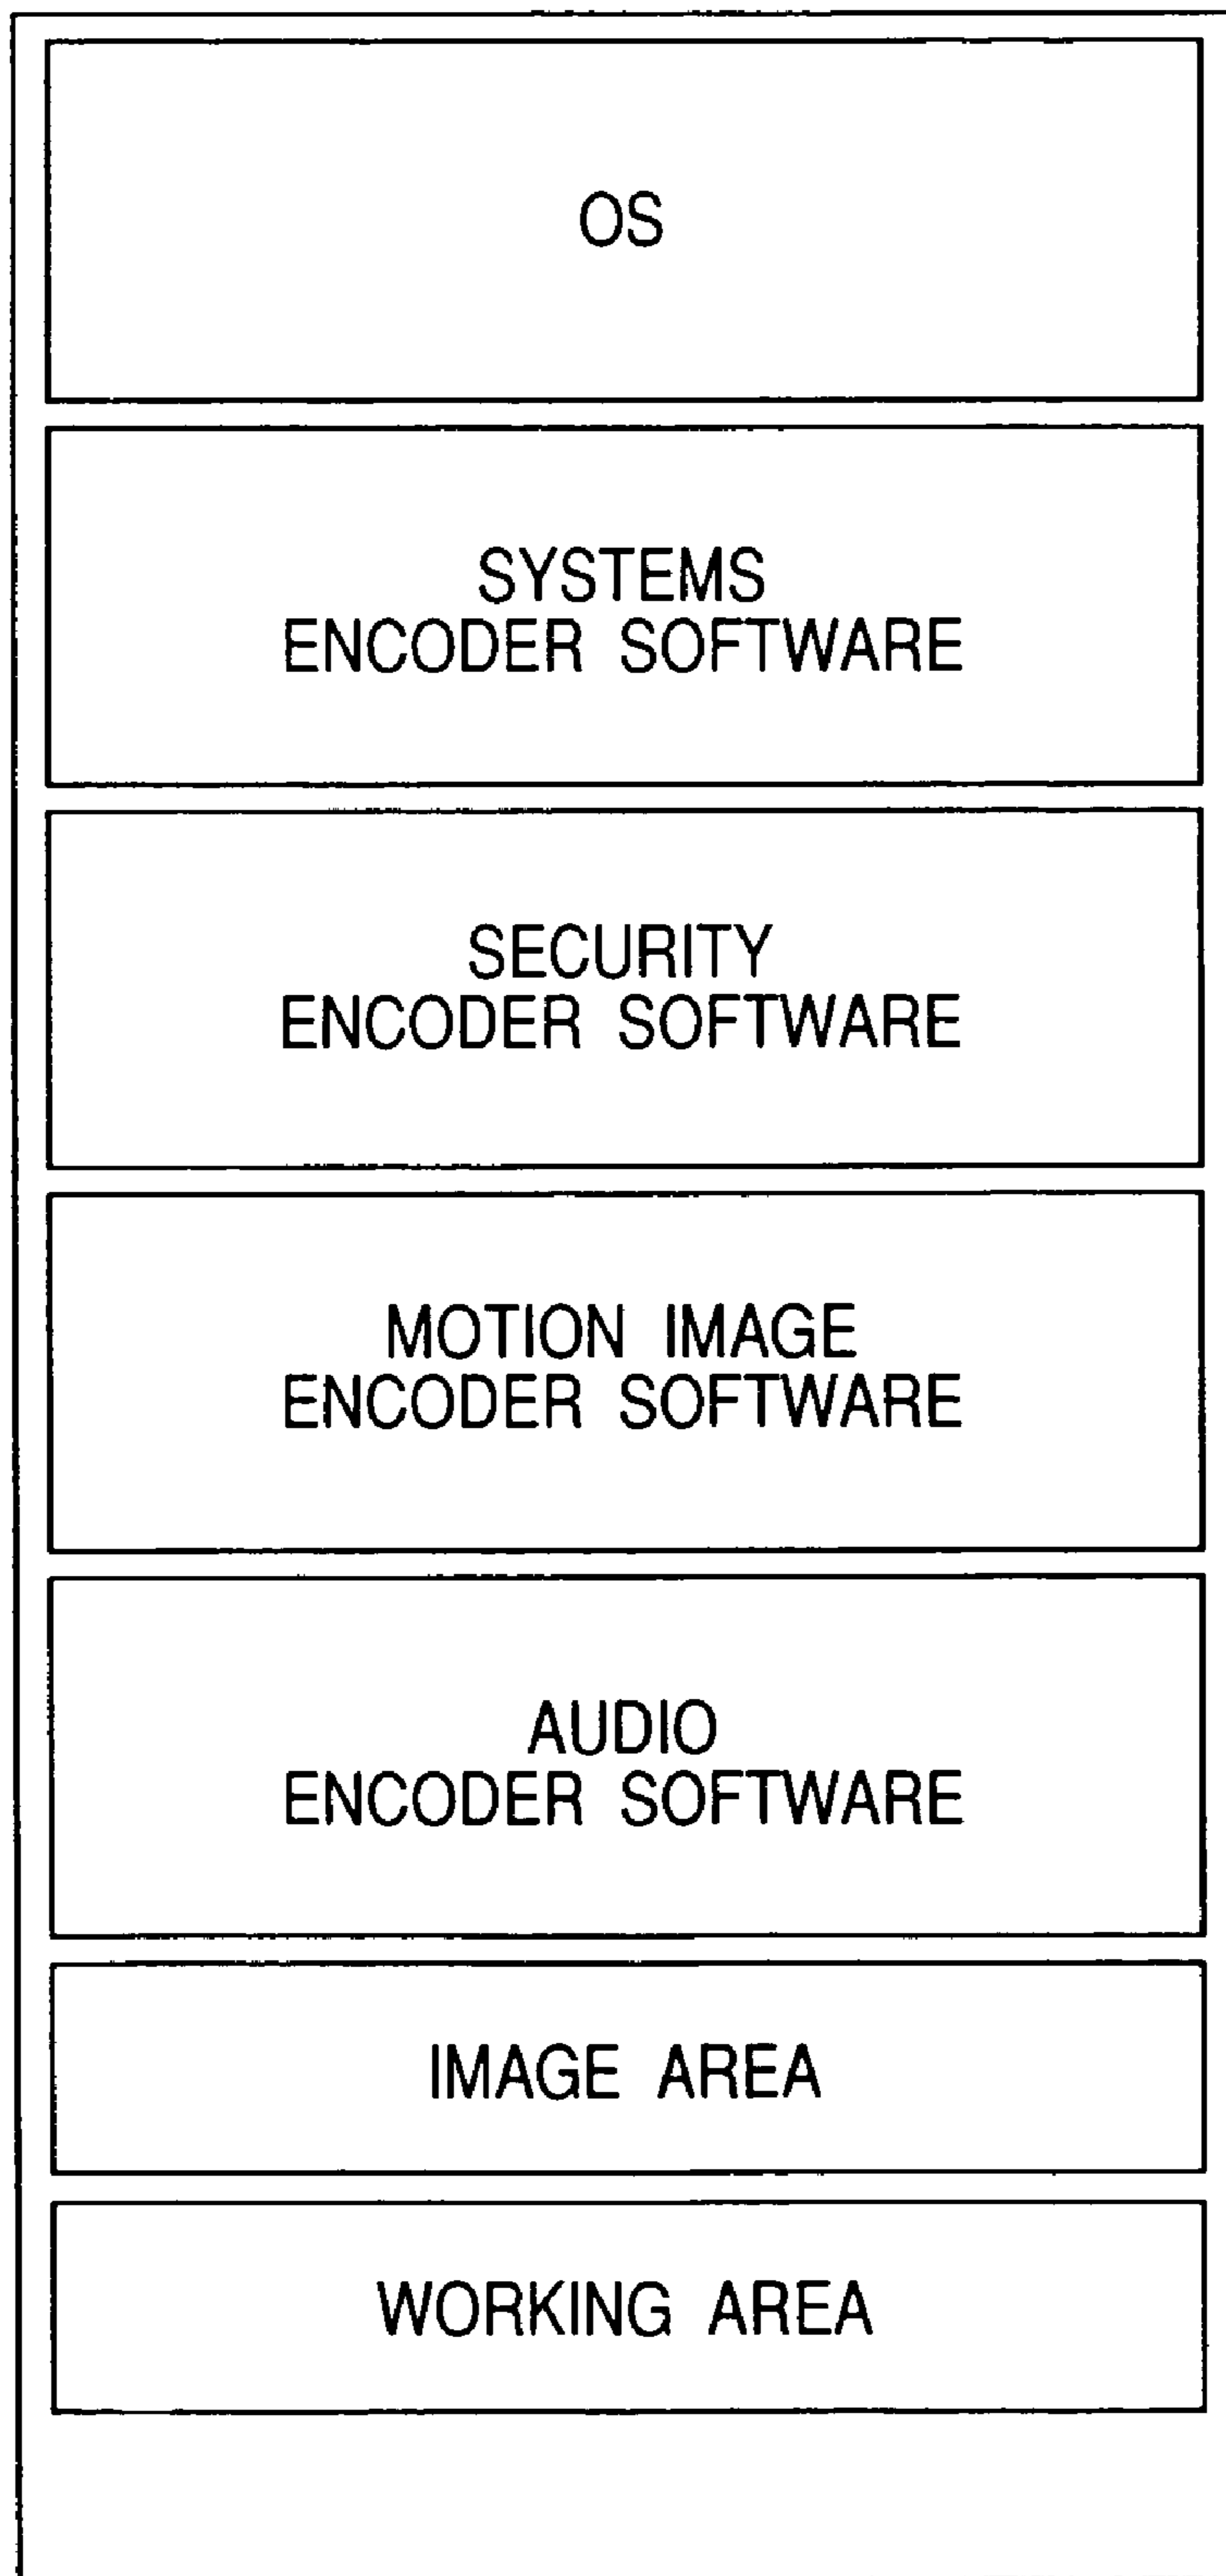 OS
SYSTEMS
ENCODER SOFTWARE
SECURITY
ENCODER SOFTWARE
MOTION IMAGE
ENCODER SOFTWARE
AUDIO
ENCODER SOFTWARE
IMAGE AREA
WORKING AREA